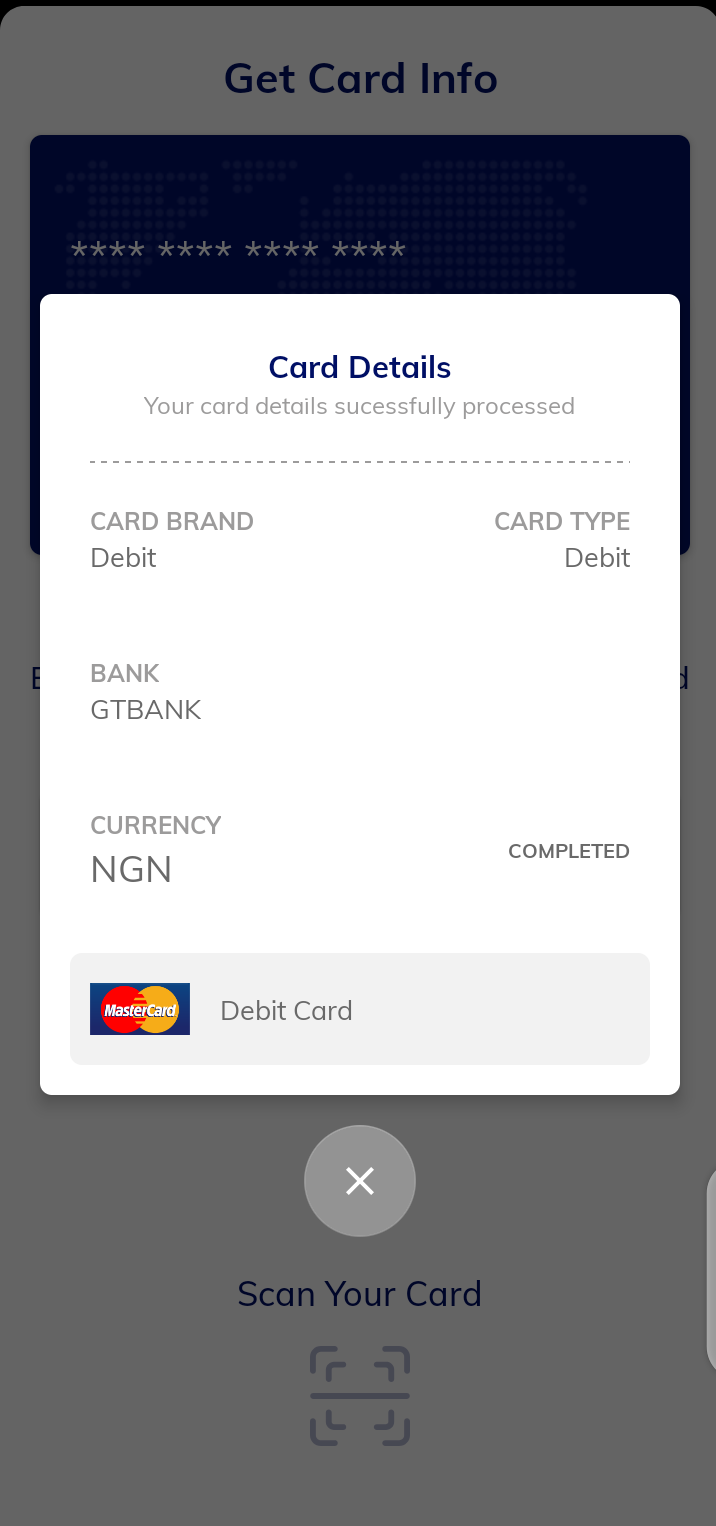 Get Card Info
**** **** **** ****
Card Details
Your card details sucessfully processed
CARD BRAND
CARD TYPE
Debit
Debit
BANK
GTBANK
CURRENCY
NGN
COMPLETED
MasterCard
Debit Card
Scan Your Card